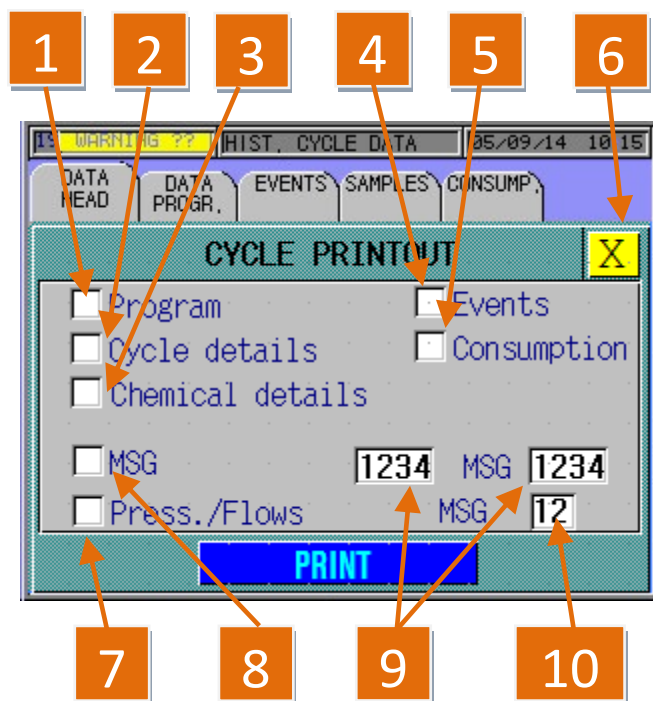 1 2 3 4 5 6
19 WARNING ?? HIST. CYCLE DATA 05/09/14 10:15
DATA HEAD DATA PROGR. EVENTS SAMPLES CONSUMP.
CYCLE PRINTOUT X
Program Events
Cycle details Consumption
Chemical details
MSG 1234 MSG 1234
Press./Flows MSG 12
PRINT
7 8 9 10